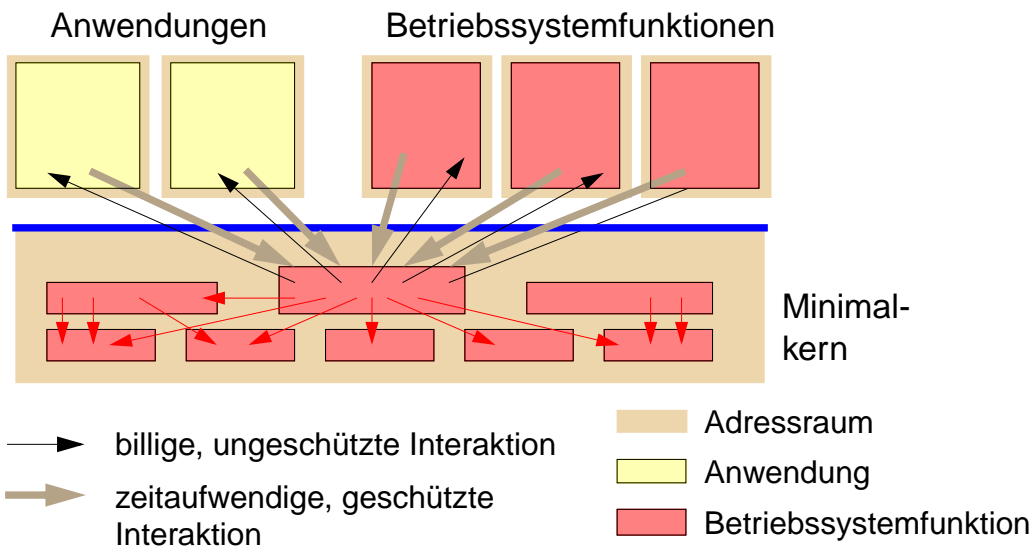 Anwendungen
Betriebssystemfunktionen
Minimal-
kern
billige, ungeschützte Interaktion
zeitaufwendige, geschützte
Interaktion
Adressraum
Anwendung
Betriebssystemfunktion